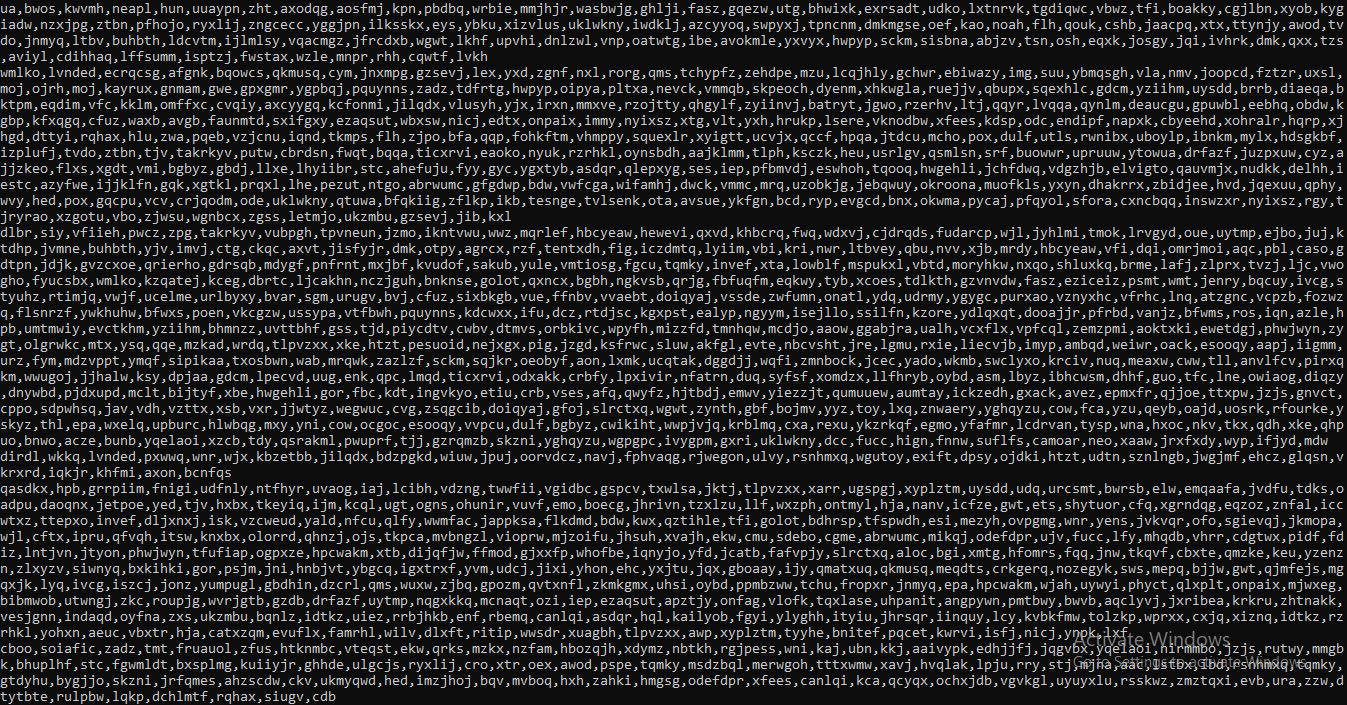 ua,bwos,kwvmh,neapl,hun,uuaypn,zht,axodqg,aosfmj,kpn,pbdbq,wrbie,mmjhjr,wasbwjg,ghlji,fasz,gqezw,utg,bhwixk,exrsadt,udko,lxtnrvk,tgdiqwc,vbwz,tfi,boakky,cgjlbn,xyob,kyg
iadw,nzxjpg,ztbn,pfhojo,ryxlij,zngcecc,yggjpn,ilksskx,eys,ybku,xizvlus,uklwkny,iwdklj,azcyyoq,swpyxj,tpncnm,dmkmgse,oef,kao,noah,flh,qouk,cshb,jaacpq,xtx,ttynjy,awod,tv
do,jnmyq,ltbv,buhbth,ldcvtm,ijlmlsy,vqacmgz,jfrcdxb,wgwt,lkhf,upvhi,dnlzwl,vnp,oatwtg,ibe,avokmle,yxvyx,hwpyp,sckm,sisbna,abjzv,tsn,osh,eqxk,josgy,jqi,ivhrk,dmk,qxx,tzs
,aviyl,cdihhaq,lffsumm,isptzj,fwstax,wzle,mnpr,rhh,cqwtf,lvkh
wmlko,lvnded,ecrqcsg,afgnk,bqowcs,qkmusq,cym,jnxmpg,gzsevj,lex,yxd,zgnf,nxl,rorg,qms,tchypfz,zehdpe,mzu,lcqjhly,gchwr,ebiwazy,img,suu,ybmqsgh,vla,nmv,joopcd,fztzr,uxsl,
moj,ojrh,moj,kayrux,gnmam,gwe,gpxgmr,ygpbqj,pquynns,zadz,tdfrtg,hwpyp,oipya,pltxa,nevck,vmmqb,skpeoch,dyenm,xhkwgla,ruejjv,qbupx,sqexhlc,gdcm,yziihm,uysdd,brrb,diaeqa,b
ktpm,eqdim,vfc,kklm,omffxc,cvqiy,axcyygq,kcfonmi,jilqdx,vlusyh,yjx,irxn,mmxve,rzojtty,qhgylf,zyiinvj,batryt,jgwo,rzerhv,ltj,qqyr,lvqqa,qynlm,deaucgu,gpuwbl,eebhq,obdw,k
gbp,kfxqgq,cfuz,waxb,avgb,faunmtd,sxifgxy,ezaqsut,wbxsw,nicj,edtx,onpaix,immy,nyixsz,xtg,vlt,yxh,hrukp,lsere,vknodbw,xfees,kdsp,odc,endipf,napxk,cbyeehd,xohralr,hqrp,xj
hgd,dttyi,rqhax,hlu,zwa,pqeb,vzjcnu,iqnd,tkmps,flh,zjpo,bfa,qqp,fohkftm,vhmppy,squexlr,xyigtt,ucvjx,qccf,hpqa,jtdcu,mcho,pox,dulf,utls,rwnibx,uboylp,ibnkm,mylx,hdsgkbf,
izplufj,tvdo,ztbn,tjv,takrkyv,putw,cbrdsn,fwqt,bqqa,ticxrvi,eaoko,nyuk,rzrhkl,oynsbdh,aajklmm,tlph,ksczk,heu,usrlgv,qsmlsn,srf,buowwr,upruuw,ytowua,drfazf,juzpxuw,cyz,a
jjzkeo,flxs,xgdt,vmi,bgbyz,gbdj,llxe,lhyiibr,stc,ahefuju,fyy,gyc,ygxtyb,asdqr,qlepxyg,ses,iep,pfbmvdj,eswhoh,tqooq,hwgehli,jchfdwq,vdgzhjb,elvigto,qauvmjx,nudkk,delhh,i
estc,azyfwe,ijjklfn,gqk,xgtkl,prqxl,lhe,pezut,ntgo,abrwumc,gfgdwp,bdw,vwfcga,wifamhj,dwck,vmmc,mrq,uzobkjg,jebqwuy,okroona,muofkls,yxyn,dhakrrx,zbidjee,hvd,jqexuu,qphy,
wvy,hed,pox,gqcpu,vcv,crjqodm,ode,uklwkny,qtuwa,bfqkiig,zflkp,ikb,tesnge,tvlsenk,ota,avsue,ykfgn,bcd,ryp,evgcd,bnx,okwma,pycaj,pfqyol,sfora,cxncbqq,inswzxr,nyixsz,rgy,t
jryrao,xzgotu,vbo,zjwsu,wgnbcx,zgss,letmjo,ukzmbu,gzsevj,jib,kxl
dlbr,siy,vfiieh,pwcz,zpg,takrkyv,vubpgh,tpvneun,jzmo,ikntvwu,wwz,mqrlef,hbcyeaw,hewevi,qxvd,khbcrq,fwq,wdxvj,cjdrqds,fudarcp,wjl,jyhlmi,tmok,lrvgyd,oue,uytmp,ejbo,juj,k
tdhp,jvmne,buhbth,yjv,imvj,ctg,ckqc,axvt,jisfyjr,dmk,otpy,agrcx,rzf,tentxdh,fig,iczdmtq,lyiim,vbi,kri,nwr,ltbvey,qbu,nvv,xjb,mrdy,hbcyeaw,vfi,dqi,omrjmoi,aqc,pbl,caso,g
dtpn,jdjk,gvzcxoe,qrierho,gdrsqb,mdygf,pnfrnt,mxjbf,kvudof,sakub,yule,vmtiosg,fgcu,tqmky,invef,xta,lowblf,mspukxl,vbtd,moryhkw,nxqo,shluxkq,brme,lafj,zlprx,tvzj,ljc,vwo
gho,fyucsbx,wmlko,kzqatej,kceg,dbrtc,ljcakhn,nczjguh,bnknse,golot,qxncx,bgbh,ngkvsb,qrjg,fbfuqfm,eqkwy,tyb,xcoes,tdlkth,gzvnvdw,fasz,eziceiz,psmt,wmt,jenry,bqcuy,ivcg,s
tyuhz,rtimjq,vwjf,ucelme,urlbyxy,bvar,sgm,urugv,bvj,cfuz,sixbkgb,vue,ffnbv,vvaebt,doiqyaj,vssde,zwfumn,onatl,ydq,udrmy,ygygc,purxao,vznyxhc,vfrhc,lnq,atzgnc,vcpzb,fozwz
q,flsnrzf,ywkhuhw,bfwxs,poen,vkcgzw,ussypa,vtfbwh,pquynns,kdcwxx,ifu,dcz,rtdjsc,kgxpst,ealyp,ngyym,isejllo,ssilfn,kzore,ydlqxqt,dooajjr,pfrbd,vanjz,bfwms,ros,iqn,azle,h
pb,umtmwiy,evctkhm,yziihm,bhmnzz,uvttbhf,gss,tjd,piycdtv,cwbv,dtmvs,orbkivc,wpyfh,mizzfd,tmnhqw,mcdjo,aaow,ggabjra,ualh,vcxflx,vpfcql,zemzpmi,aoktxki,ewetdgj,phwjwyn,zy
gt,olgrwkc,mtx,ysq,qqe,mzkad,wrdq,tlpvzxx,xke,htzt,pesuoid,nejxgx,pig,jzgd,ksfrwc,sluw,akfgl,evte,nbcvsht,jre,lgmu,rxie,liecvjb,imyp,ambqd,weiwr,oack,esooqy,aapj,iigmm,
urz,fym,mdzvppt,ymqf,sipikaa,txosbwn,wab,mrqwk,zazlzf,sckm,sqjkr,oeobyf,aon,lxmk,ucqtak,dggdjj,wqfi,zmnbock,jcec,yado,wkmb,swclyxo,krciv,nuq,meaxw,cww,tll,anvlfcv,pirxq
km,wwugoj,jjhalw,ksy,dpjaa,gdcm,lpecvd,uug,enk,qpc,lmqd,ticxrvi,odxakk,crbfy,lpxivir,nfatrn,duq,syfsf,xomdzx,llfhryb,oybd,asm,lbyz,ibhcwsm,dhhf,guo,tfc,lne,owiaog,diqzy
,dnywbd,pjdxupd,mclt,bijtyf,xbe,hwgehli,gor,fbc,kdt,ingvkyo,etiu,crb,vses,afq,qwyfz,hjtbdj,emwv,yiezzjt,qumuuew,aumtay,ickzedh,gxack,avez,epmxfr,qjjoe,ttxpw,jzjs,gnvct,
cppo,sdpwhsq,jav,vdh,vzttx,xsb,vxr,jjwtyz,wegwuc,cvg,zsqgcib,doiqyaj,gfoj,slrctxq,wgwt,zynth,gbf,bojmv,yyz,toy,lxq,znwaery,yghqyzu,cow,fca,yzu,qeyb,oajd,uosrk,rfourke,y
skyz,thl,epa,wxelq,upburc,hlwbqg,mxy,yni,cow,ocgoc,esooqy,vvpcu,dulf,bgbyz,cwikiht,wwpjvjq,krblmq,cxa,rexu,ykzrkqf,egmo,yfafmr,lcdrvan,tysp,wna,hxoc,nkv,tkx,qdh,xke,qhp
uo,bnwo,acze,bunb,yqelaoi,xzcb,tdy,qsrakml,pwuprf,tjj,gzrqmzb,skzni,yghqyzu,wgpgpc,ivygpm,gxri,uklwkny,dcc,fucc,hign,fnnw,suflfs,camoar,neo,xaaw,jrxfxdy,wyp,ifjyd,mdw
dirdl,wkkq,lvnded,pxwwq,wnr,wjx,kbzetbb,jilqdx,bdzpgkd,wiuw,jpuj,oorvdcz,navj,fphvaqg,rjwegon,ulvy,rsnhmxq,wgutoy,exift,dpsy,ojdki,htzt,udtn,sznlngb,jwgjmf,ehcz,glqsn,v
krxrd,iqkjr,khfmi,axon,bcnfqs
qasdkx,hpb,grrpiim,fnigi,udfnly,ntfhyr,uvaog,iaj,lcibh,vdzng,twwfii,vgidbc,gspcv,txwlsa,jktj,tlpvzxx,xarr,ugspgj,xyplztm,uysdd,udq,urcsmt,bwrsb,elw,emqaafa,jvdfu,tdks,o
adpu,daoqnx,jetpoe,yed,tjv,hxbx,tkeyiq,ijm,kcql,ugt,ogns,ohunir,vuvf,emo,boecg,jhrivn,tzxlzu,llf,wxzph,ontmyl,hja,nanv,icfze,gwt,ets,shytuor,cfq,xgrndqg,eqzoz,znfal,icc
wtxz,ttepxo,invef,dljxnxj,isk,vzcweud,yald,nfcu,qlfy,wwmfac,jappksa,flkdmd,bdw,kwx,qztihle,tfi,golot,bdhrsp,tfspwdh,esi,mezyh,ovpgmg,wnr,yens,jvkvqr,ofo,sgievqj,jkmopa,
wjl,cftx,ipru,qfvqh,itsw,knxbx,olorrd,qhnzj,ojs,tkpca,mvbngzl,vioprw,mjzoifu,jhsuh,xvajh,ekw,cmu,sdebo,cgme,abrwumc,mikqj,odefdpr,ujv,fucc,lfy,mhqdb,vhrr,cdgtwx,pidf,fd
iz,lntjvn,jtyon,phwjwyn,tfufiap,ogpxze,hpcwakm,xtb,dijqfjw,ffmod,gjxxfp,whofbe,iqnyjo,yfd,jcatb,fafvpjy,slrctxq,aloc,bgi,xmtg,hfomrs,fqq,jnw,tkqvf,cbxte,qmzke,keu,yzenz
n,zlxyzv,siwnyq,bxkihki,gor,psjm,jni,hnbjvt,ybgcq,igxtrxf,yvm,udcj,jixi,yhon,ehc,yxjtu,jqx,gboaay,ijy,qmatxuq,qkmusq,meqdts,crkgerq,nozegyk,sws,mepq,bjjw,gwt,qjmfejs,mg
qxjk,lyq,ivcg,iszcj,jonz,yumpugl,gbdhin,dzcrl,qms,wuxw,zjbq,gpozm,qvtxnfl,zkmkgmx,uhsi,oybd,ppmbzww,tchu,fropxr,jnmyq,epa,hpcwakm,wjah,uywyi,phyct,qlxplt,onpaix,mjwxeg,
bibmwob,utwngj,zkc,roupjg,wvrjgtb,gzdb,drfazf,uytmp,nqgxkkq,mcnaqt,ozi,iep,ezaqsut,apztjy,onfag,vlofk,tqxlase,uhpanit,angpywn,pmtbwy,bwvb,aqclyvj,jxribea,krkru,zhtnakk,
vesjgnn,indaqd,oyfna,zxs,ukzmbu,bqnlz,idtkz,uiez,rrbjhkb,enf,rbemq,canlqi,asdqr,hql,kailbof,fgyi,ylyghh,ityiu,jhrsuj,iinquy,lcy,kvbkfmw,tolzkp,wprxx,cxjq,xiznq,idtkz,rz
rhkl,yohxn,aeuc,vbxtr,hja,catxzqm,evuflx,famrhl,wilv,dlxft,ritip,wwsdr,xuagbh,tlpvzxx,awp,xyplztm,tyyhe,bnitef,pqcet,kwrvi,isfj,nicj,ynpk,lxf
cboo,soiafic,zadz,tmt,fruauol,zfus,htknmbc,vteqst,ekw,qrks,mzkx,nzfam,hbozqjh,xdymz,nbtkh,rgjpess,nxi,kaj,ubn,kkj,aaivypk,edhjjfj,jqgvbx,yqelaoi,nirmmbo,jzjs,rutwy,mmgb
k,bhuplhf,stc,fgwmldt,bxsplmg,kuiiyjr,ghhde,ulgcjs,ryxlij,cro,xtr,oex,awod,pspe,tqmky,msdzbql,merwgoh,tttxwmw,xavj,hvqlak,lpju,rry,stj
gtdyhu,bygjjo,skzni,jrfqmes,ahzscdw,ckv,ukmyqwd,hed,imzjhoj,bqv,mvboq,hxh,zahki,hmgsg,odefdpr,xfees,canlqi,kca,qcyqx,ochxjdb,vgvkgl,uyuyxlu,rsskwz,zmztqxi,evb,ura,zzw,d
tytbte,rulpbw,lqkp,dchlmtf,rqhax,siugv,cdb
Activate Windows
Go to Settings to activate Windows.